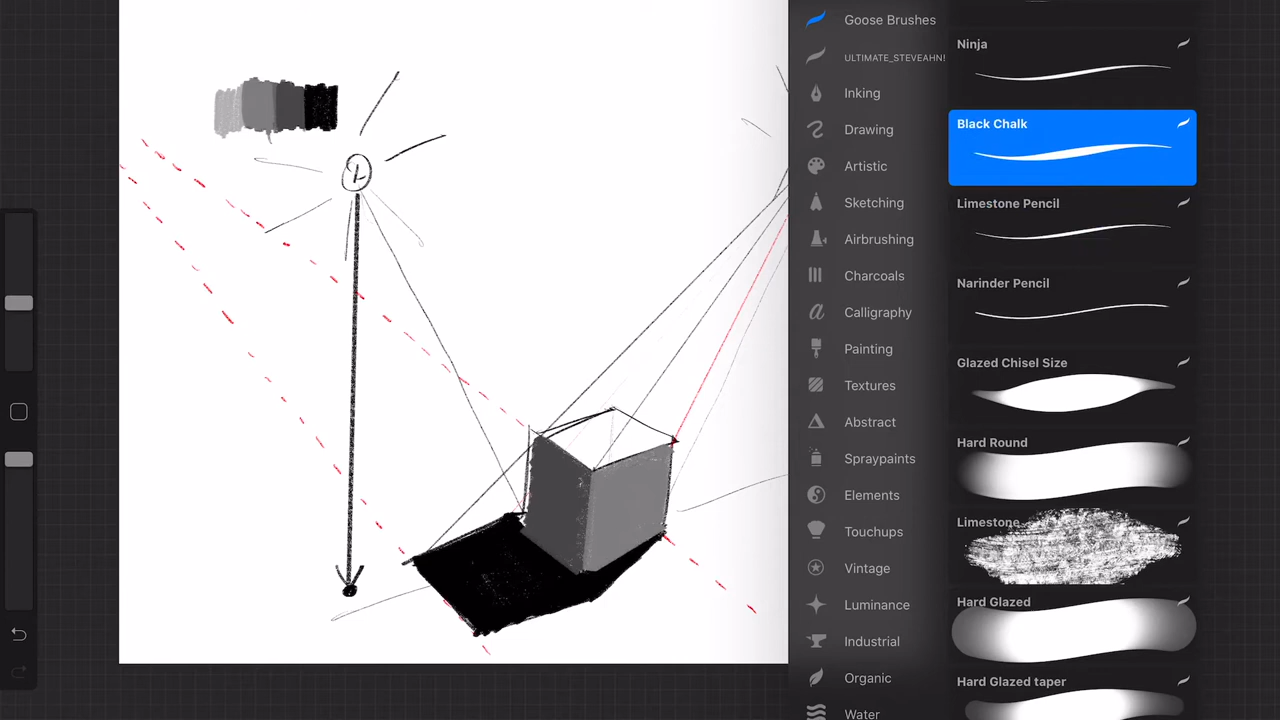 Goose Brushes
ULTIMATE_STEVEAHN!
Inking
Drawing
Artistic
Sketching
Airbrushing
Charcoals
Calligraphy
Painting
Textures
Abstract
Spraypaints
Elements
Touchups
Vintage
Luminance
Industrial
Organic
Water
Ninja
Black Chalk
Limestone Pencil
Narinder Pencil
Glazed Chisel Size
Hard Round
Limestone
Hard Glazed
Hard Glazed taper